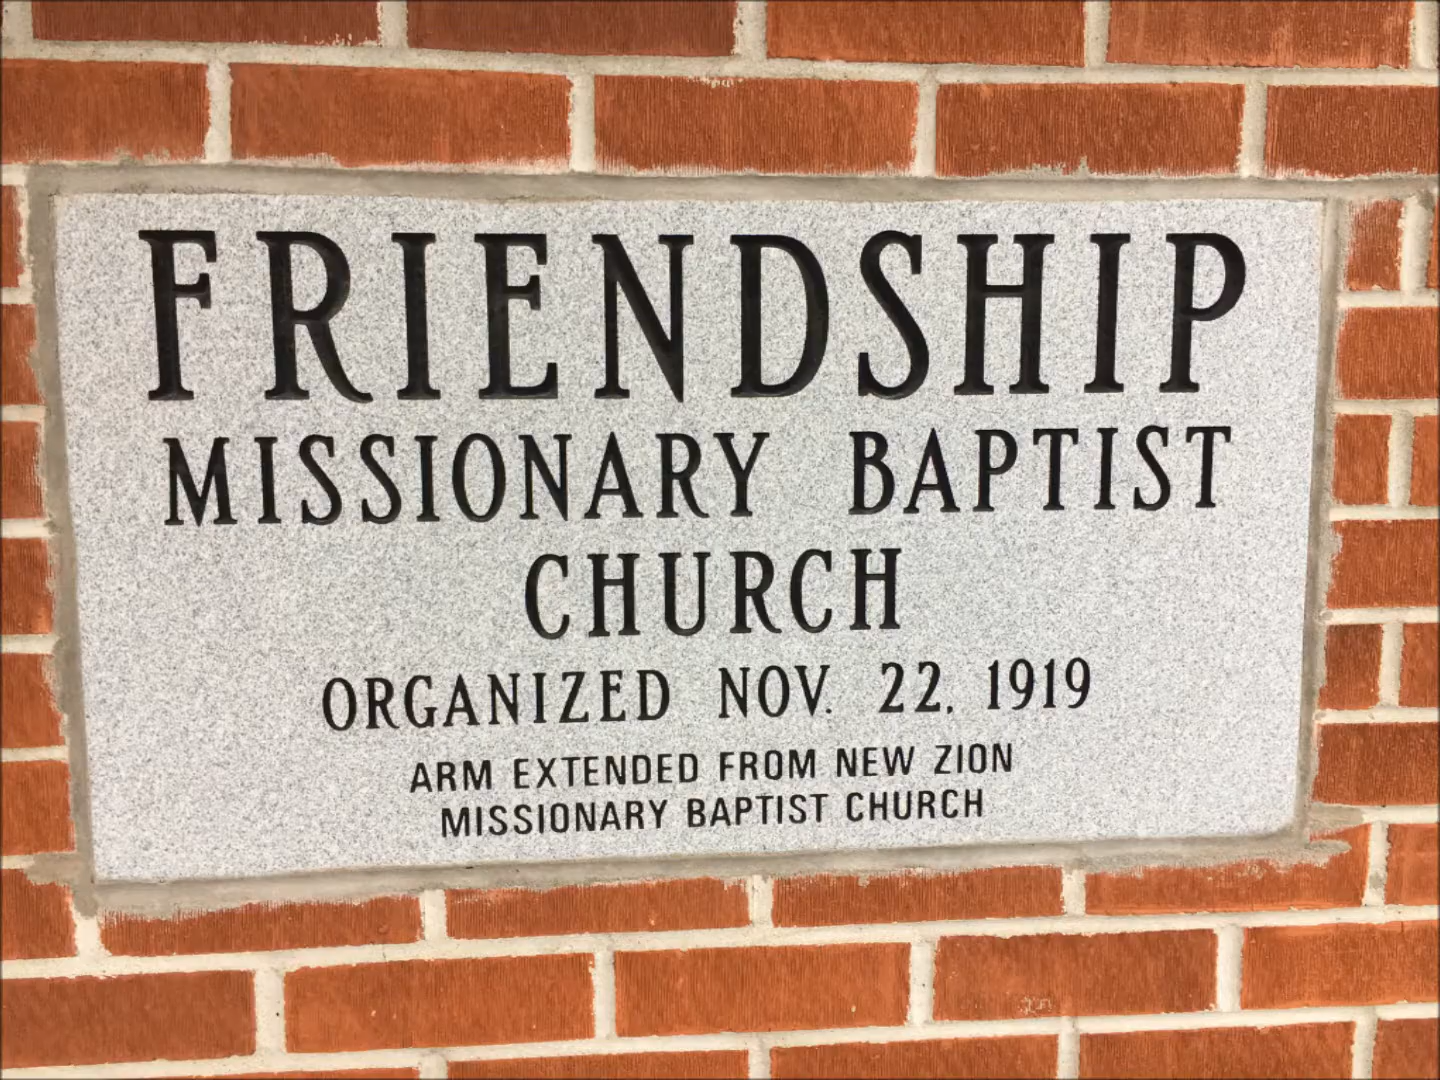 FRIENDSHIP
MISSIONARY BAPTIST
CHURCH
ORGANIZED NOV. 22, 1919
ARM EXTENDED FROM NEW ZION
MISSIONARY BAPTIST CHURCH